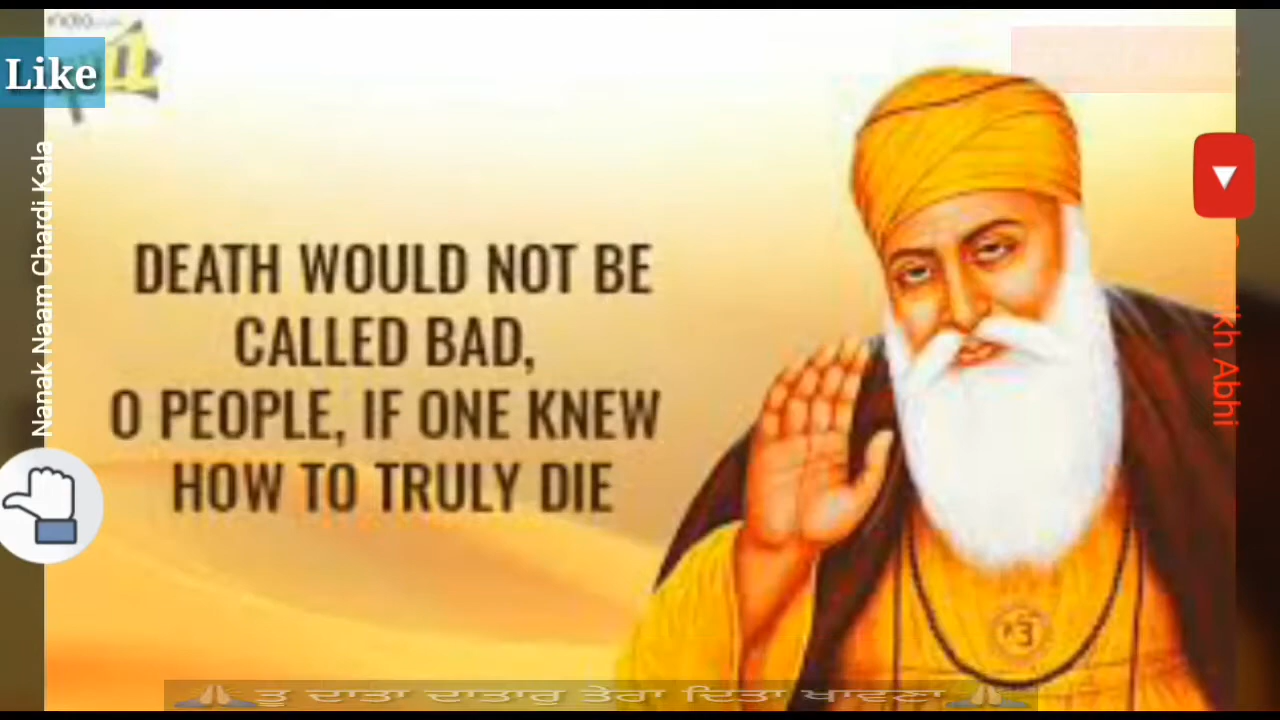 Like
Nanak Naam Chardi Kala
DEATH WOULD NOT BE
CALLED BAD,
O PEOPLE, IF ONE KNEW
HOW TO TRULY DIE
Abhi
ੴ
ਤੂ ਦਾਤਾ ਦਾਤਾਰੁ ਤੇਰਾ ਦਿਤਾ ਖਾਵਣਾ